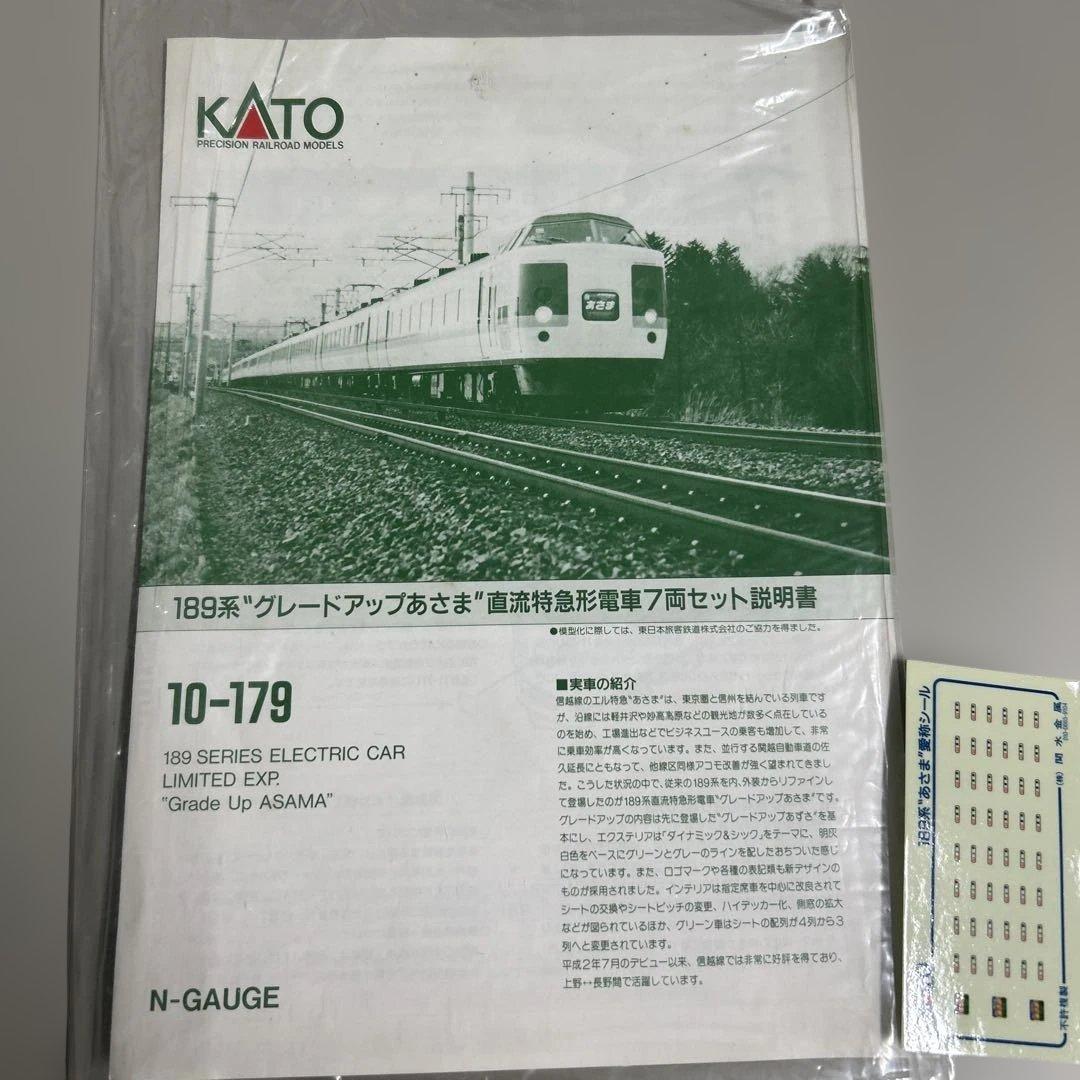 KATO
PRECISION RAILROAD MODELS
あさま
189系“グレードアップあさま”直流特急形電車7両セット説明書
●模型化に際しては、東日本旅客鉄道株式会社のご協力を得ました。
10-179
189 SERIES ELECTRIC CAR
LIMITED EXP.
“Grade Up ASAMA”
■実車の紹介
信越線のエル特急“あさま”は、東京圏と信州を結んでいる列車です
が、沿線には軽井沢や妙高高原などの観光地が数多く点在している
のを始め、工場進出などでビジネスユースの乗客も増加して、非常
に乗車効率が高くなっています。また、並行する関越自動車道の佐
久延長にともなって、他線区同様アコモ改善が強く望まれてきまし
た。こうした状況の中で、従来の189系を内、外装からリファインし
て登場したのが189系直流特急形電車“グレードアップあさま”です。
グレードアップの内容は先に登場した“グレードアップあずさ”を基
本にし、エクステリアは「ダイナミック&シック」をテーマに、明灰
白色をベースにグリーンとグレーのラインを配したおちついた感じ
になっています。また、ロゴマークや各種の表記類も新デザインの
ものが採用されました。インテリアは指定席車を中心に改良されて
シートの交換やシートピッチの変更、ハイデッカー化、側窓の拡大
などが図られているほか、グリーン車はシートの配列が4列から3
列へと変更されています。
平成2年7月のデビュー以来、信越線では非常に好評を得ており、
上野↔長野間で活躍しています。
N-GAUGE
189系“あさま”愛称シール
(株)関水金属
不許複製